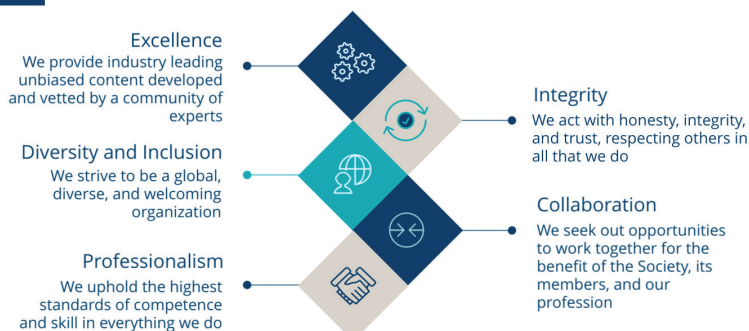 Excellence
We provide industry leading
unbiased content developed
and vetted by a community of
experts
Integrity
We act with honesty, integrity,
and trust, respecting others in
all that we do
Diversity and Inclusion
We strive to be a global,
diverse, and welcoming
organization
Collaboration
We seek out opportunities
to work together for the
benefit of the Society, its
members, and our
profession
Professionalism
We uphold the highest
standards of competence
and skill in everything we do